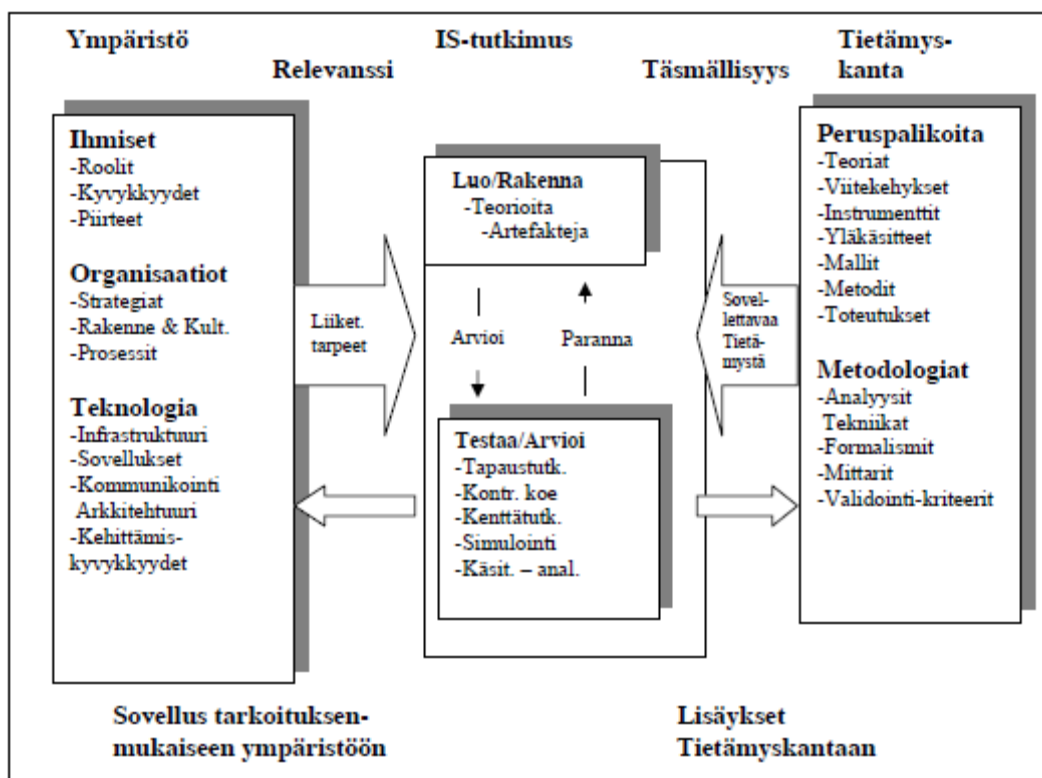 Ympäristö
IS-tutkimus
Tietämys-
kanta
Relevanssi
Täsmällisyys
Ihmiset
-Roolit
-Kyvykkyydet
-Piirteet
Organisaatiot
-Strategiat
-Rakenne & Kult.
-Prosessit
Teknologia
-Infrastruktuuri
-Sovellukset
-Kommunikointi
Arkkitehtuuri
-Kehittämis-
kyvykkyydet
Liiket.
tarpeet
Luo/Rakenna
-Teorioita
-Artefakteja
Arvioi
Paranna
Testaa/Arvioi
-Tapaustutk.
-Kontr. koe
-Kenttätutk.
-Simulointi
-Käsit. – anal.
Sovel-
lettavaa
Tietä-
mystä
Peruspalikoita
-Teoriat
-Viitekehykset
-Instrumenttit
-Yläkäsitteet
-Mallit
-Metodit
-Toteutukset
Metodologiat
-Analyysit
Tekniikat
-Formalismit
-Mittarit
-Validointi-kriteerit
Sovellus tarkoituksen-
mukaiseen ympäristöön
Lisäykset
Tietämyskantaan